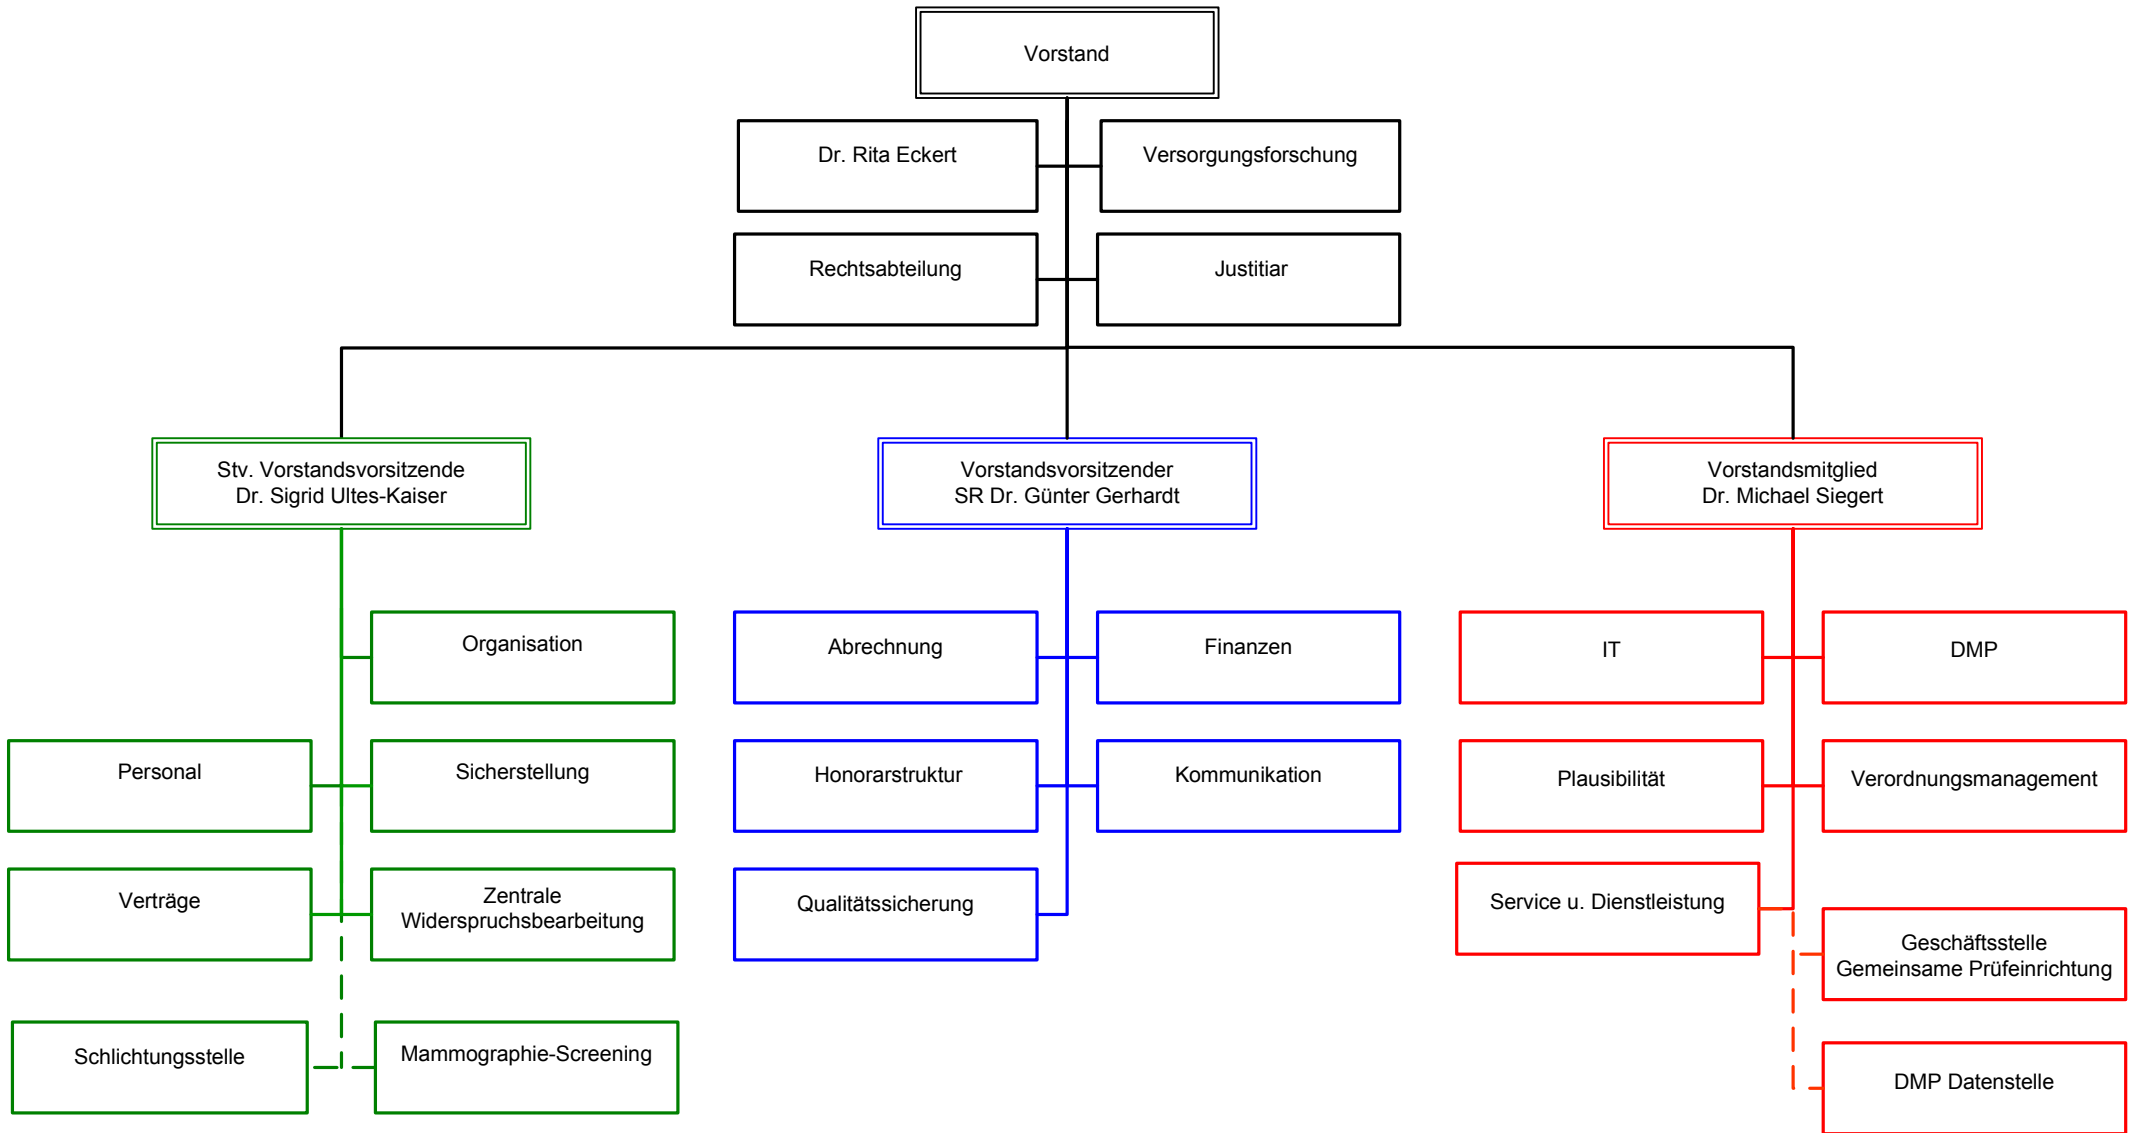 Vorstand
Dr. Rita Eckert
Versorgungsforschung
Rechtsabteilung
Justitiar
Stv. Vorstandsvorsitzende
Dr. Sigrid Ultes-Kaiser
Vorstandsvorsitzender
SR Dr. Günter Gerhardt
Vorstandsmitglied
Dr. Michael Siegert
Organisation
Abrechnung
Finanzen
IT
DMP
Personal
Sicherstellung
Honorarstruktur
Kommunikation
Plausibilität
Verordnungsmanagement
Verträge
Zentrale
Widerspruchsbearbeitung
Qualitätssicherung
Service u. Dienstleistung
Geschäftsstelle
Gemeinsame Prüfeinrichtung
Schlichtungsstelle
Mammographie-Screening
DMP Datenstelle